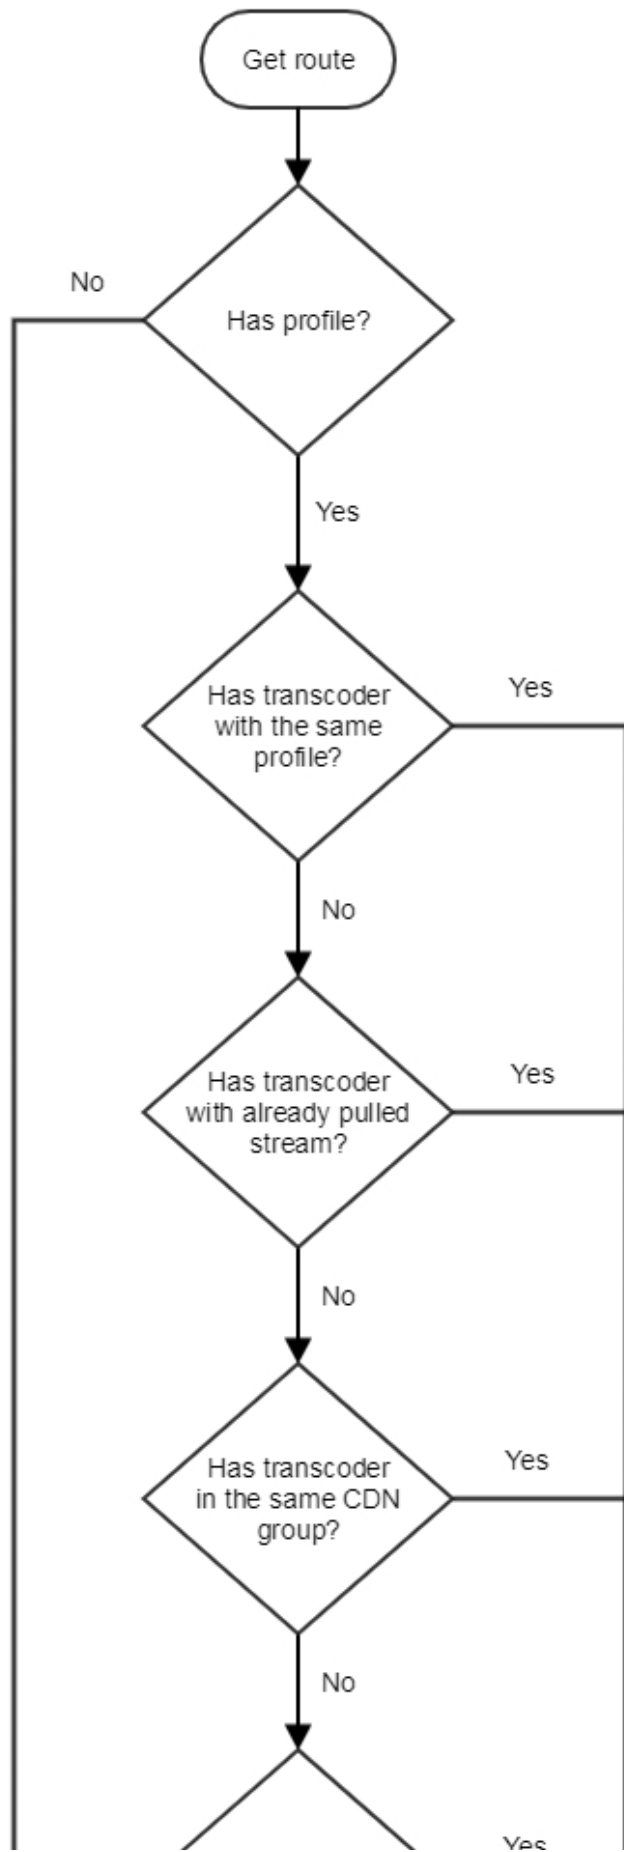 Get route
No
Has profile?
Yes
Has transcoder
with the same
profile?
Yes
No
Has transcoder
with already pulled
stream?
Yes
No
Has transcoder
in the same CDN
group?
Yes
No
Yes